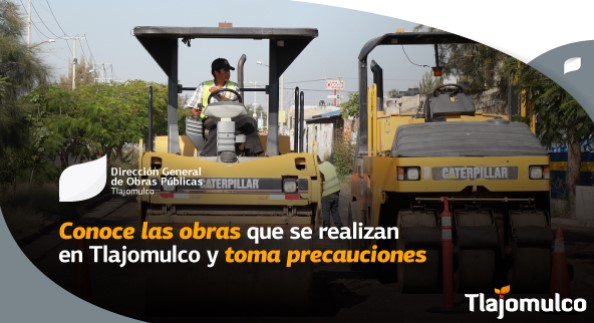 Dirección General
de Obras Públicas
Tlajomulco
CATERPILLAR
CATERPILLAR
Conoce las obras que se realizan
en Tlajomulco y toma precauciones
Tlajomulco